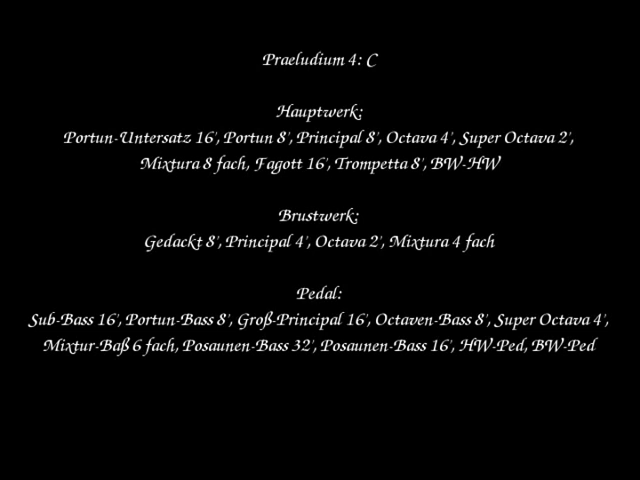 Praeludium 4: C
Hauptwerk:
Portun-Untersatz 16', Portun 8', Principal 8', Octava 4', Super Octava 2',
Mixtura 8 fach, Fagott 16', Trompetta 8', BW-HW
Brustwerk:
Gedackt 8', Principal 4', Octava 2', Mixtura 4 fach
Pedal:
Sub-Bass 16', Portun-Bass 8', Groß-Principal 16', Octaven-Bass 8', Super Octava 4',
Mixtur-Baß 6 fach, Posaunen-Bass 32', Posaunen-Bass 16', HW-Ped, BW-Ped